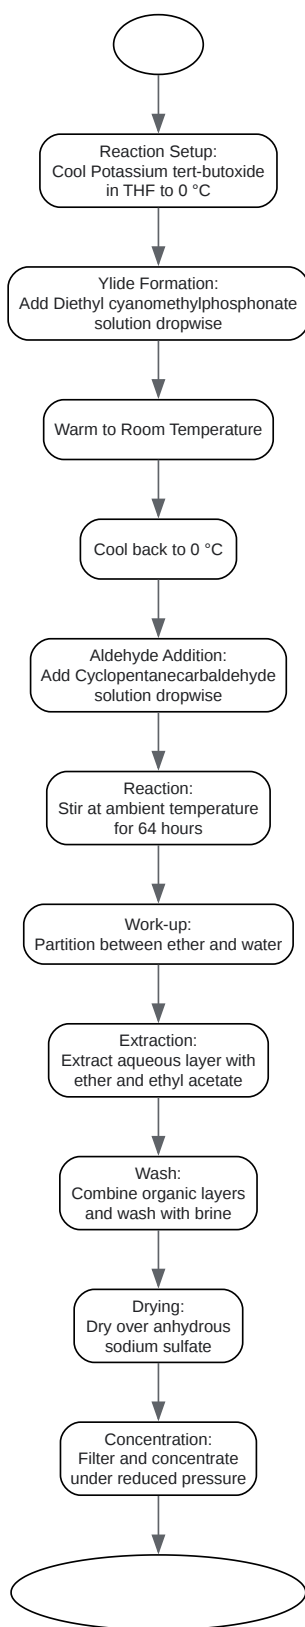 Reaction Setup:
Cool Potassium tert-butoxide
in THF to 0 °C
Ylide Formation:
Add Diethyl cyanomethylphosphonate
solution dropwise
Warm to Room Temperature
Cool back to 0 °C
Aldehyde Addition:
Add Cyclopentanecarbaldehyde
solution dropwise
Reaction:
Stir at ambient temperature
for 64 hours
Work-up:
Partition between ether and water
Extraction:
Extract aqueous layer with
ether and ethyl acetate
Wash:
Combine organic layers
and wash with brine
Drying:
Dry over anhydrous
sodium sulfate
Concentration:
Filter and concentrate
under reduced pressure